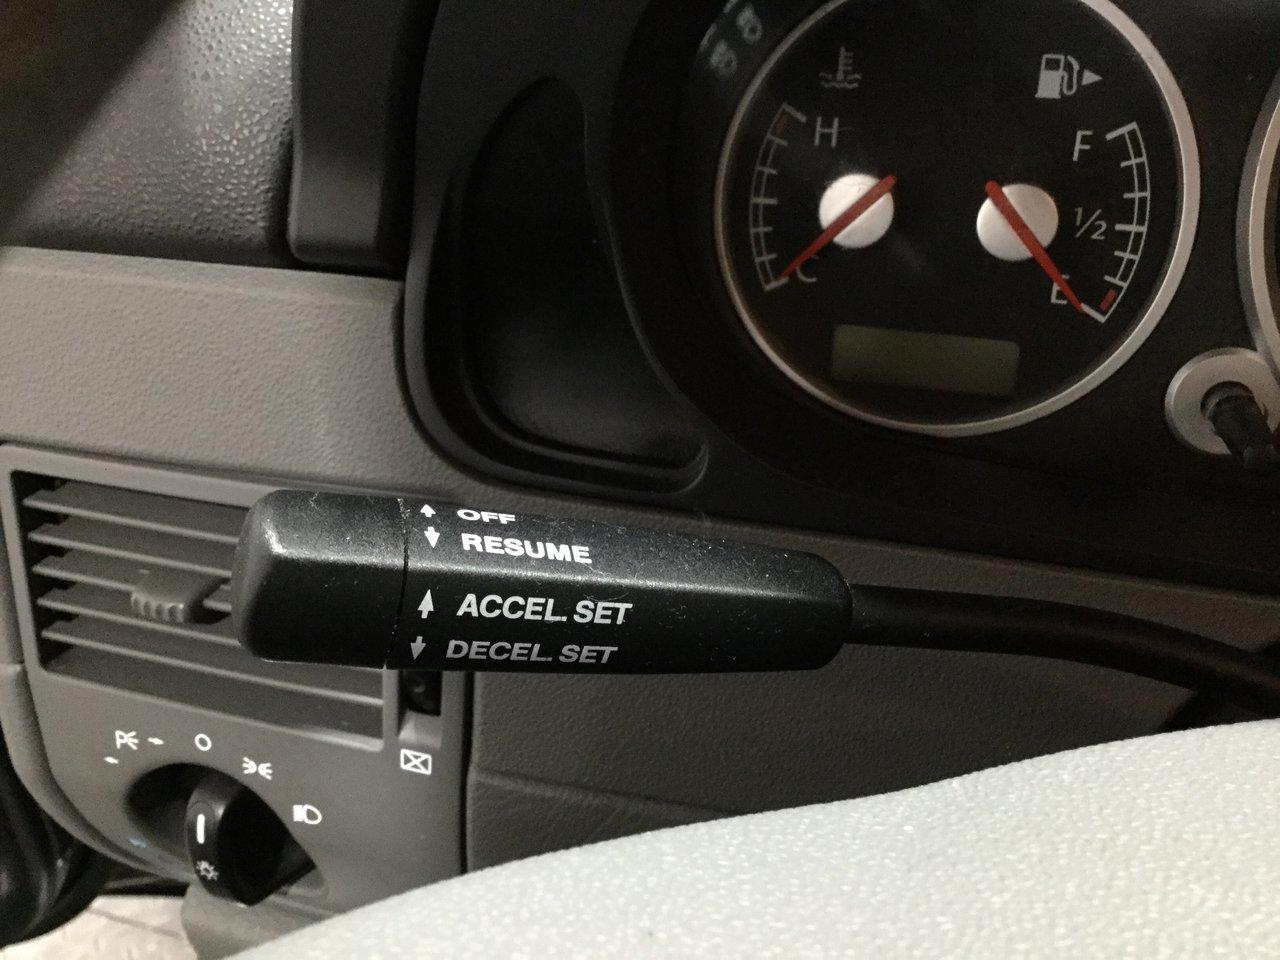 H
C
F
1/2
E
↑ OFF
↓ RESUME
↑ ACCEL. SET
↓ DECEL. SET
P